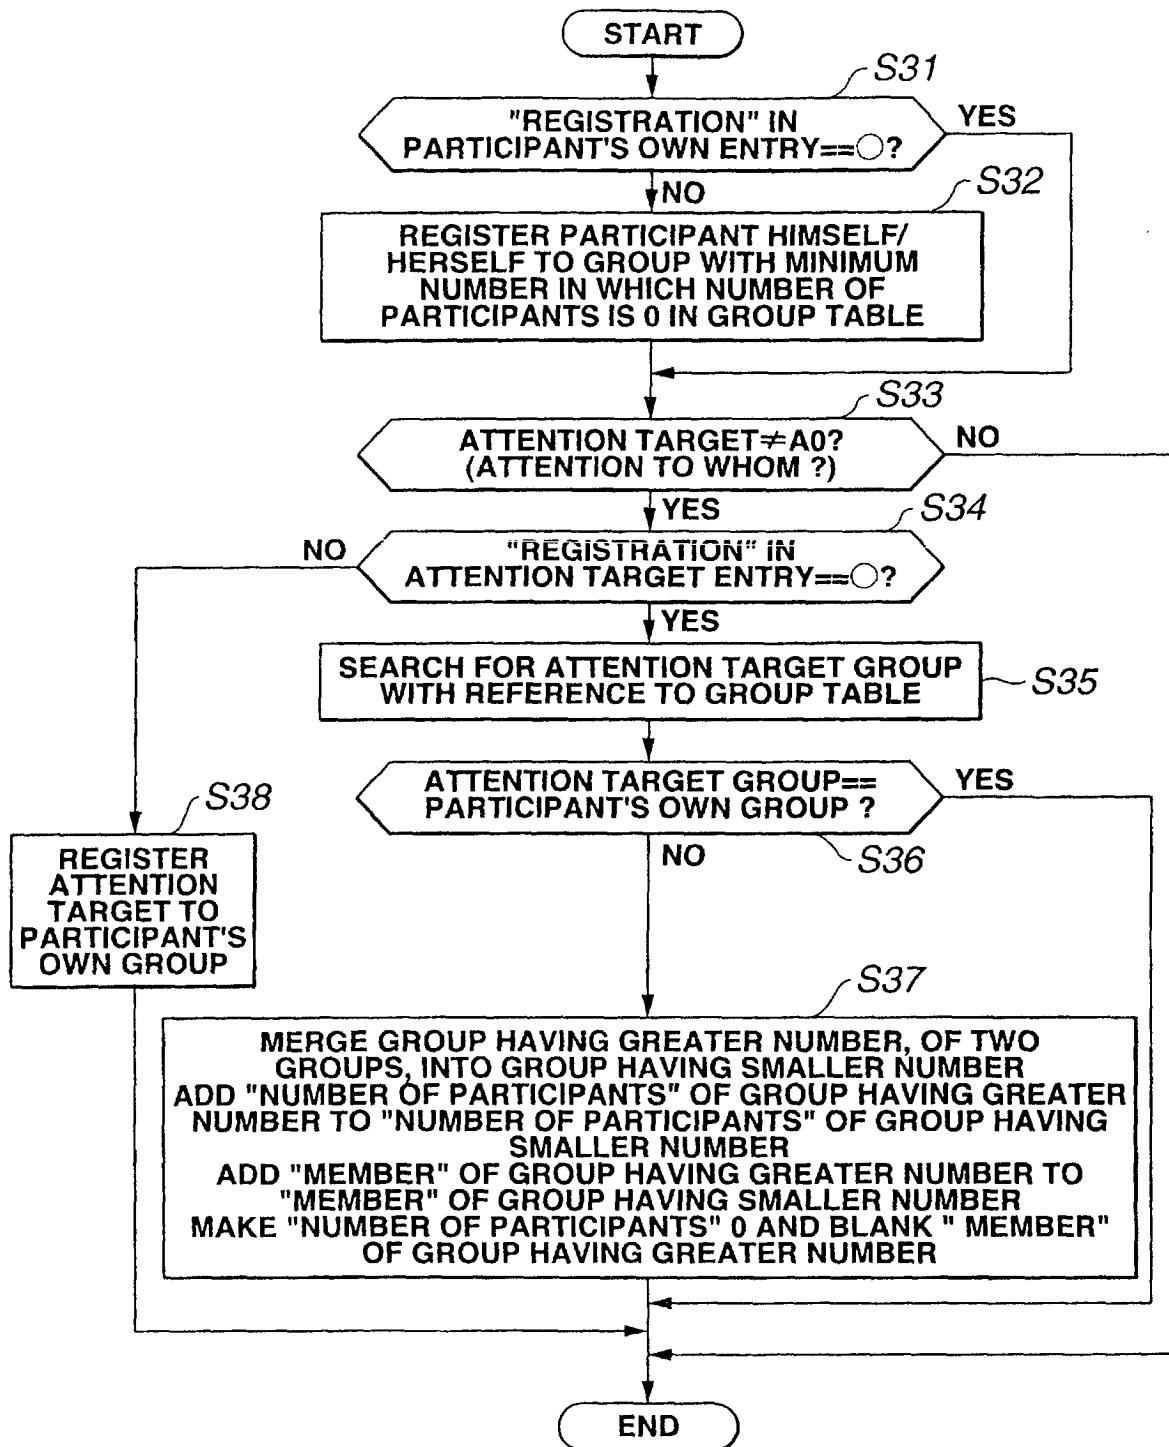 START
S31
"REGISTRATION" IN
PARTICIPANT'S OWN ENTRY==○?
YES
NO
S32
REGISTER PARTICIPANT HIMSELF/
HERSELF TO GROUP WITH MINIMUM
NUMBER IN WHICH NUMBER OF
PARTICIPANTS IS 0 IN GROUP TABLE
S33
ATTENTION TARGET≠A0?
(ATTENTION TO WHOM ?)
NO
YES
S34
NO
"REGISTRATION" IN
ATTENTION TARGET ENTRY==○?
YES
SEARCH FOR ATTENTION TARGET GROUP
WITH REFERENCE TO GROUP TABLE
S35
ATTENTION TARGET GROUP==
PARTICIPANT'S OWN GROUP ?
YES
S36
NO
S38
REGISTER
ATTENTION
TARGET TO
PARTICIPANT'S
OWN GROUP
S37
MERGE GROUP HAVING GREATER NUMBER, OF TWO
GROUPS, INTO GROUP HAVING SMALLER NUMBER
ADD "NUMBER OF PARTICIPANTS" OF GROUP HAVING GREATER
NUMBER TO "NUMBER OF PARTICIPANTS" OF GROUP HAVING
SMALLER NUMBER
ADD "MEMBER" OF GROUP HAVING GREATER NUMBER TO
"MEMBER" OF GROUP HAVING SMALLER NUMBER
MAKE "NUMBER OF PARTICIPANTS" 0 AND BLANK " MEMBER"
OF GROUP HAVING GREATER NUMBER
END